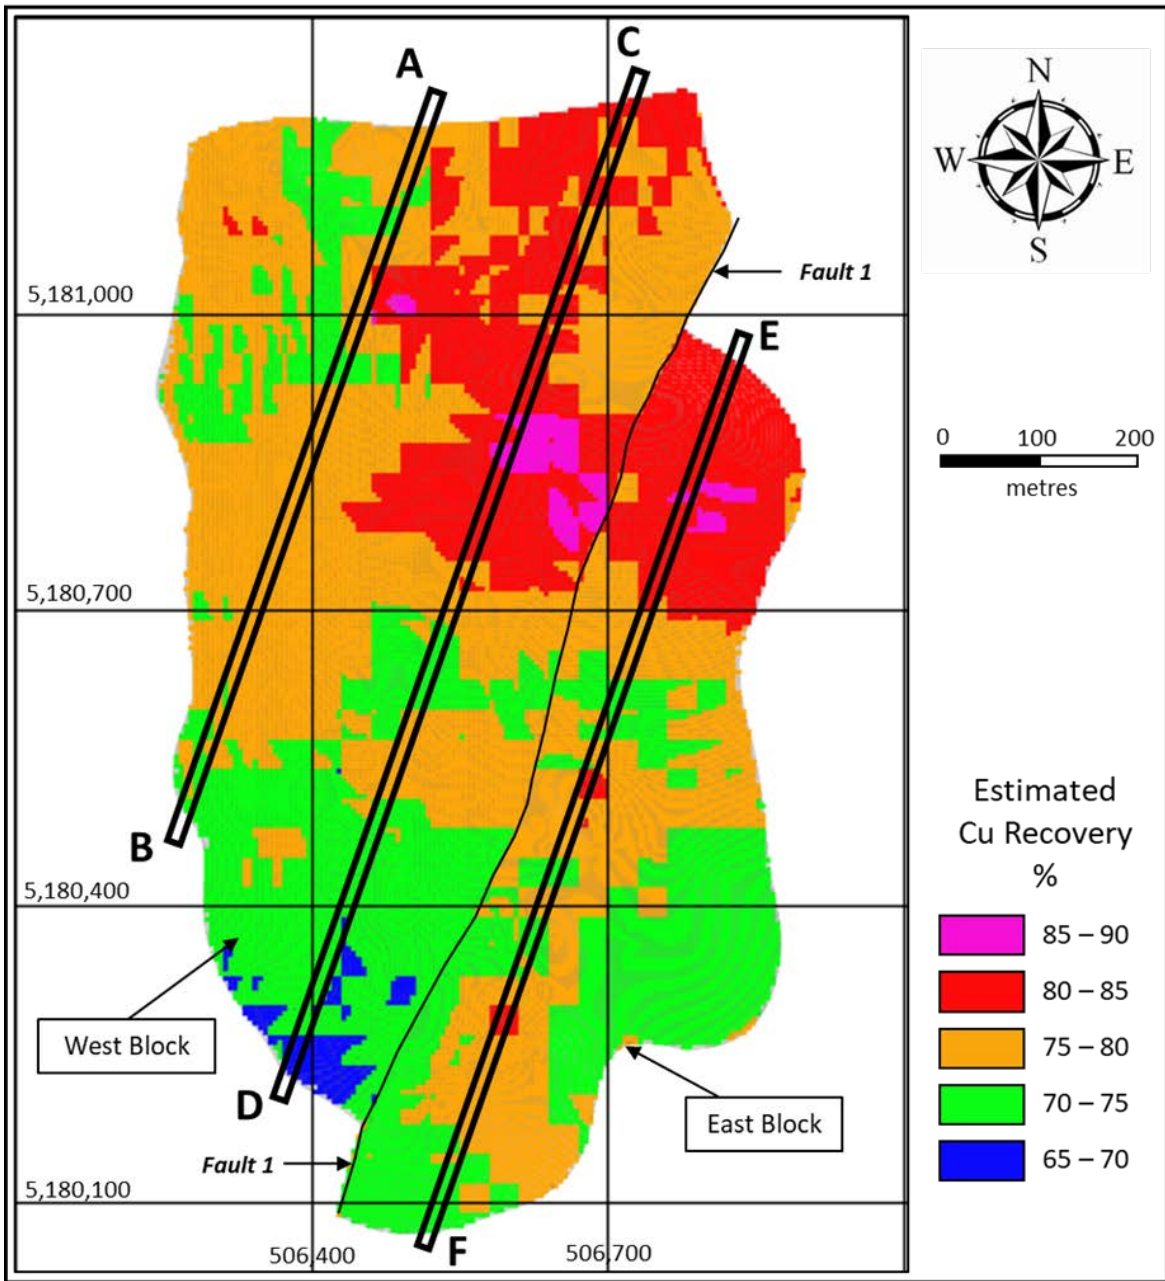 A
C
N
W
E
S
Fault 1
5,181,000
E
0 100 200
metres
5,180,700
B
Estimated
Cu Recovery
%
5,180,400
85 – 90
80 – 85
West Block
75 – 80
D
70 – 75
East Block
Fault 1
65 – 70
5,180,100
F
506,400
506,700